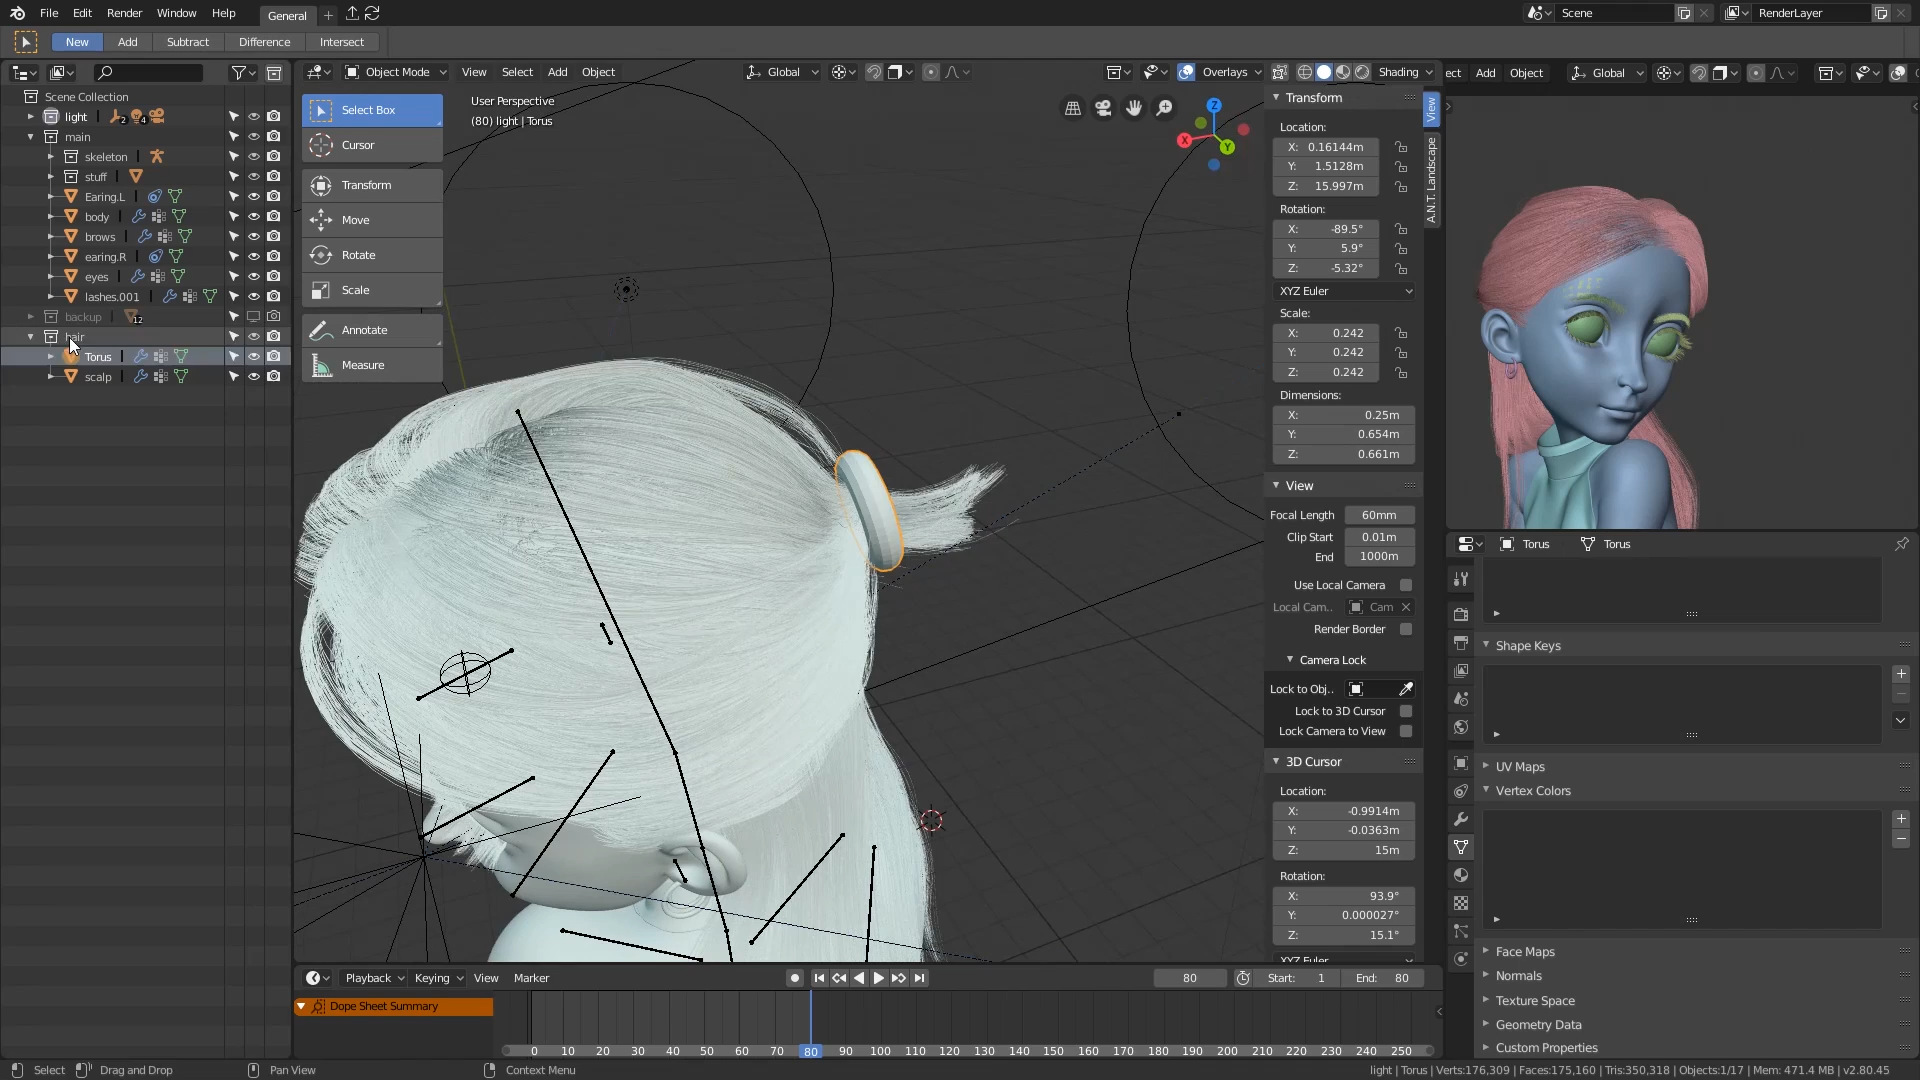 File Edit Render Window Help General Scene RenderLayer
New Add Subtract Difference Intersect
Object Mode View Select Add Object Global Overlays Shading
ect Add Object Global
Scene Collection
light 2 4
main
skeleton
stuff
Earing.L
body
brows
earing.R
eyes
lashes.001
backup 12
hair
Torus
scalp
Select Box
Cursor
Transform
Move
Rotate
Scale
Annotate
Measure
User Perspective
(80) light | Torus
Z
X
Y
Transform
Location:
X: 0.16144m
Y: 1.5128m
Z: 15.997m
Rotation:
X: -89.5°
Y: 5.9°
Z: -5.32°
XYZ Euler
Scale:
X: 0.242
Y: 0.242
Z: 0.242
Dimensions:
X: 0.25m
Y: 0.654m
Z: 0.661m
View
Focal Length 60mm
Clip Start 0.01m
End 1000m
Use Local Camera
Local Cam.. Cam
Render Border
Camera Lock
Lock to Obj..
Lock to 3D Cursor
Lock Camera to View
3D Cursor
Location:
X: -0.9914m
Y: -0.0363m
Z: 15m
Rotation:
X: 93.9°
Y: 0.000027°
Z: 15.1°
XYZ Euler
View
A.N.T. Landscape
Torus Torus
Shape Keys
UV Maps
Vertex Colors
Face Maps
Normals
Texture Space
Geometry Data
Custom Properties
Playback Keying View Marker 80 Start: 1 End: 80
Dope Sheet Summary
0 10 20 30 40 50 60 70 80 90 100 110 120 130 140 150 160 170 180 190 200 210 220 230 240 250
Select Drag and Drop Pan View Context Menu light | Torus | Verts:176,309 | Faces:175,160 | Tris:350,318 | Objects:1/17 | Mem: 471.4 MB | v2.80.45